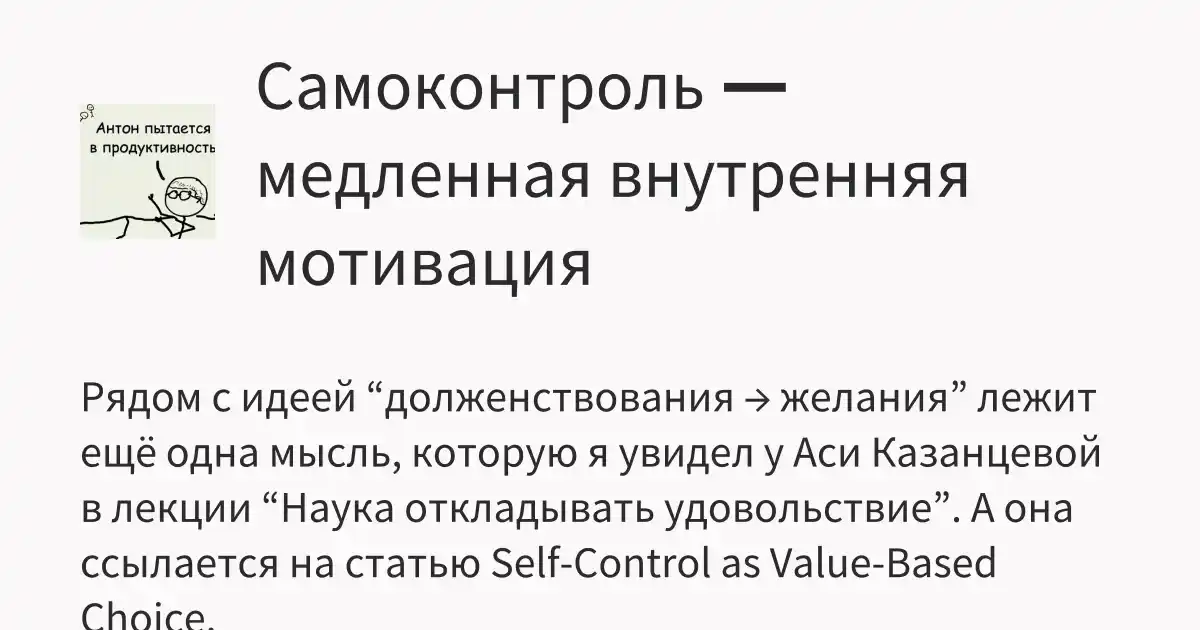 Антон пытается
в продуктивность
Самоконтроль —
медленная внутренняя
мотивация
Рядом с идеей “долженствования → желания” лежит
ещё одна мысль, которую я увидел у Аси Казанцевой
в лекции “Наука откладывать удовольствие”. А она
ссылается на статью Self-Control as Value-Based
Choice.